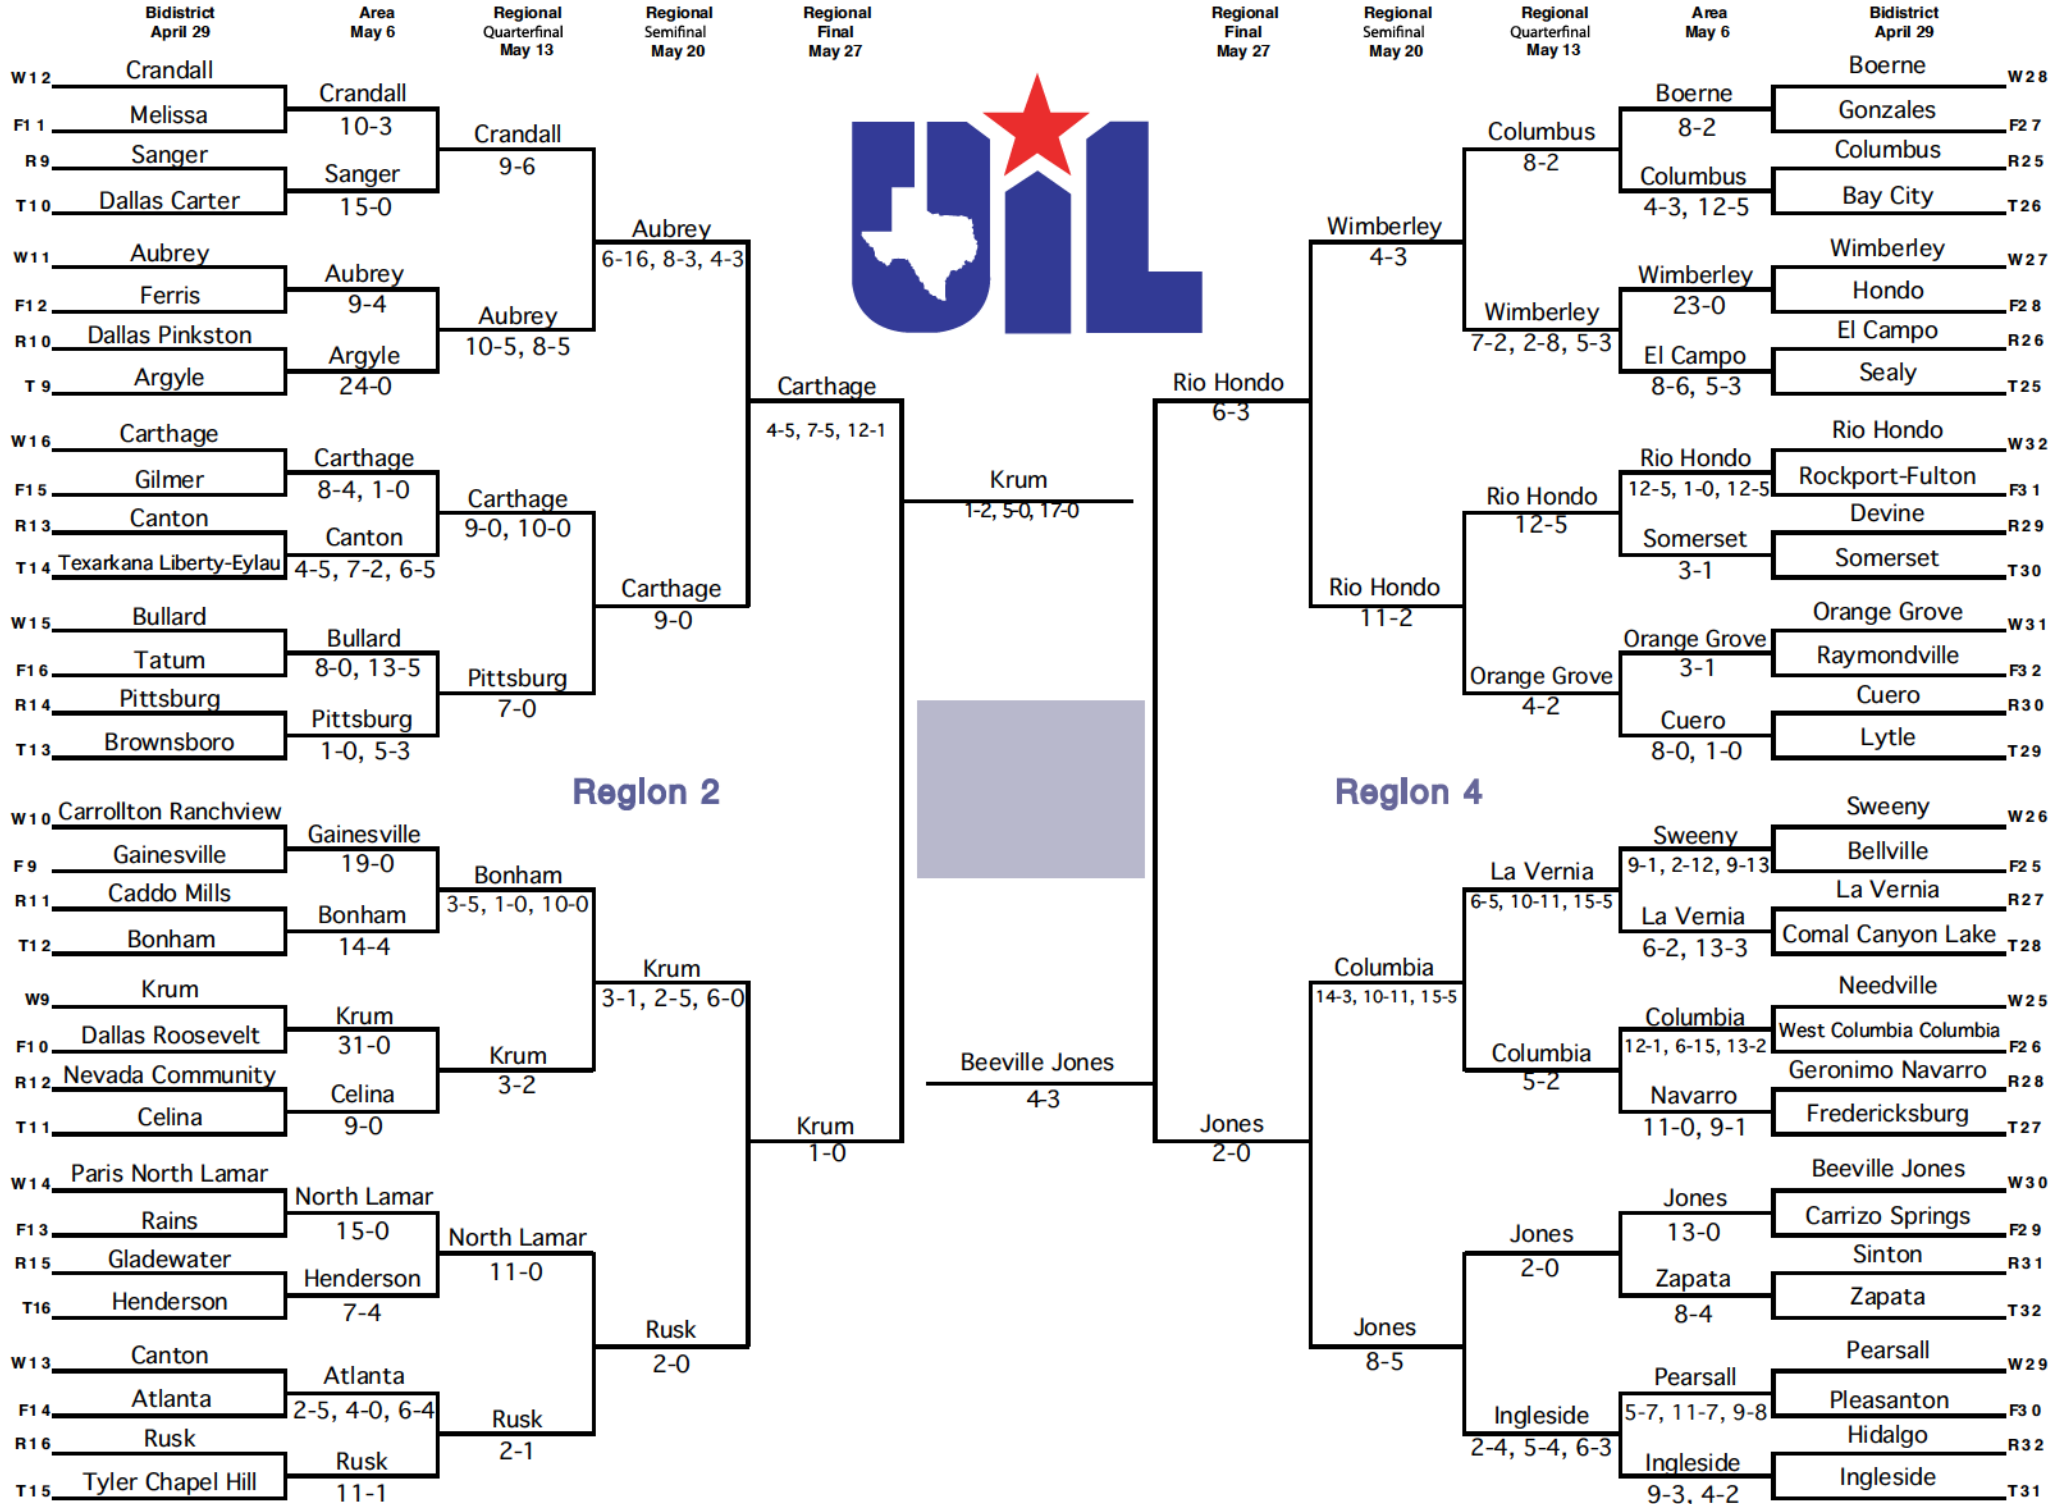 Bidistrict
April 29
Area
May 6
Regional
Quarterfinal
May 13
Regional
Semifinal
May 20
Regional
Final
May 27
W12
Crandall
F11
Melissa
Crandall
10-3
R9
Sanger
T10
Dallas Carter
Sanger
15-0
Crandall
9-6
W11
Aubrey
F12
Ferris
Aubrey
9-4
R10
Dallas Pinkston
T9
Argyle
Argyle
24-0
Aubrey
10-5, 8-5
Aubrey
6-16, 8-3, 4-3
W16
Carthage
F15
Gilmer
Carthage
8-4, 1-0
R13
Canton
T14
Texarkana Liberty-Eylau
Canton
4-5, 7-2, 6-5
Carthage
9-0, 10-0
W15
Bullard
F16
Tatum
Bullard
8-0, 13-5
R14
Pittsburg
T13
Brownsboro
Pittsburg
1-0, 5-3
Pittsburg
7-0
Carthage
9-0
Carthage
4-5, 7-5, 12-1
Region 2
W10
Carrollton Ranchview
F9
Gainesville
Gainesville
19-0
R11
Caddo Mills
T12
Bonham
Bonham
14-4
Bonham
3-5, 1-0, 10-0
W9
Krum
F10
Dallas Roosevelt
Krum
31-0
R12
Nevada Community
T11
Celina
Celina
9-0
Krum
3-2
Krum
3-1, 2-5, 6-0
W14
Paris North Lamar
F13
Rains
North Lamar
15-0
R15
Gladewater
T16
Henderson
Henderson
7-4
North Lamar
11-0
W13
Canton
F14
Atlanta
Atlanta
2-5, 4-0, 6-4
R16
Rusk
T15
Tyler Chapel Hill
Rusk
11-1
Rusk
2-1
Rusk
2-0
Krum
1-0
Krum
1-2, 5-0, 17-0
UIL
Regional
Final
May 27
Regional
Semifinal
May 20
Regional
Quarterfinal
May 13
Area
May 6
Bidistrict
April 29
Boerne
W28
Gonzales
F27
Boerne
8-2
Columbus
R25
Bay City
T26
Columbus
4-3, 12-5
Columbus
8-2
Wimberley
W27
Hondo
F28
Wimberley
23-0
El Campo
R26
Sealy
T25
El Campo
8-6, 5-3
Wimberley
7-2, 2-8, 5-3
Wimberley
4-3
Rio Hondo
W32
Rockport-Fulton
F31
Rio Hondo
12-5, 1-0, 12-5
Devine
R29
Somerset
T30
Somerset
3-1
Rio Hondo
12-5
Orange Grove
W31
Raymondville
F32
Orange Grove
3-1
Cuero
R30
Lytle
T29
Cuero
8-0, 1-0
Orange Grove
4-2
Rio Hondo
11-2
Rio Hondo
6-3
Region 4
Sweeny
W26
Bellville
F25
Sweeny
9-1, 2-12, 9-13
La Vernia
R27
Comal Canyon Lake
T28
La Vernia
6-2, 13-3
La Vernia
6-5, 10-11, 15-5
Needville
W25
West Columbia Columbia
F26
Columbia
12-1, 6-15, 13-2
Geronimo Navarro
R28
Fredericksburg
T27
Navarro
11-0, 9-1
Columbia
5-2
Columbia
14-3, 10-11, 15-5
Beeville Jones
W30
Carrizo Springs
F29
Jones
13-0
Sinton
R31
Zapata
T32
Zapata
8-4
Jones
2-0
Pearsall
W29
Pleasanton
F30
Pearsall
5-7, 11-7, 9-8
Hidalgo
R32
Ingleside
T31
Ingleside
9-3, 4-2
Ingleside
2-4, 5-4, 6-3
Jones
8-5
Jones
2-0
Beeville Jones
4-3